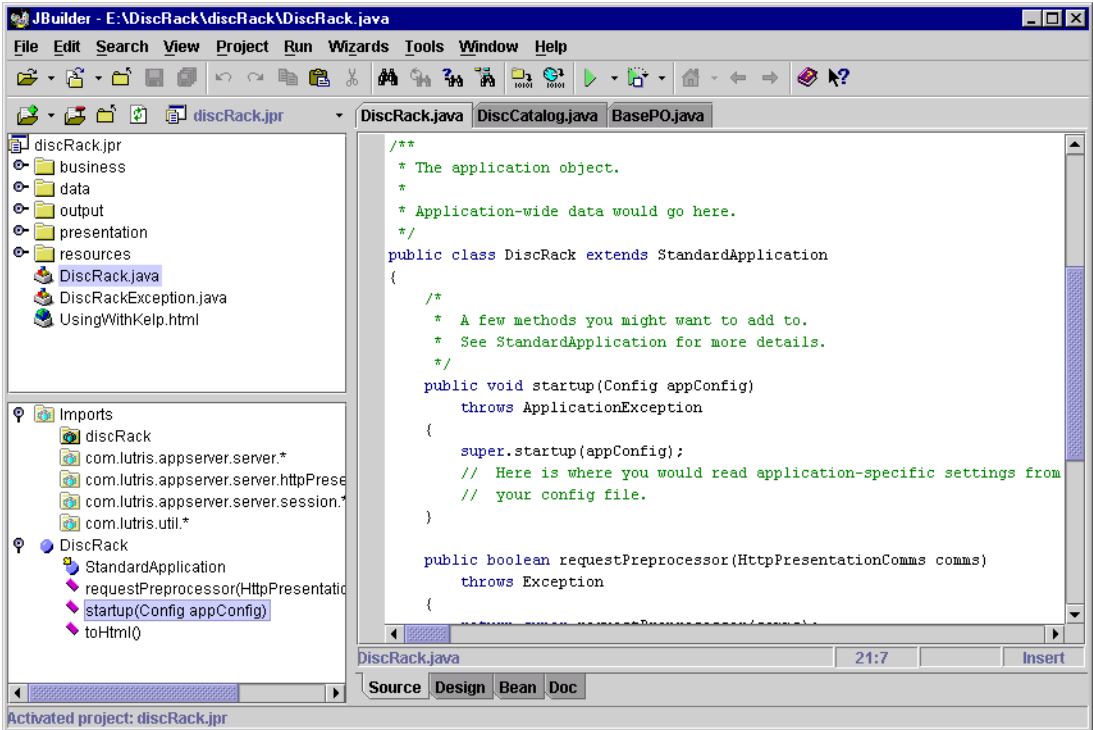 JBuilder - E:\DiscRack\discRack\DiscRack.java
File Edit Search View Project Run Wizards Tools Window Help
discRack.jpr
discRack.jpr
business
data
output
presentation
resources
DiscRack.java
DiscRackException.java
UsingWithKelp.html
Imports
discRack
com.lutris.appserver.server.*
com.lutris.appserver.server.httpPrese
com.lutris.appserver.server.session.*
com.lutris.util.*
DiscRack
StandardApplication
requestPreprocessor(HttpPresentatio
startup(Config appConfig)
toHtml()
DiscRack.java DiscCatalog.java BasePO.java
/**
* The application object.
*
* Application-wide data would go here.
*/
public class DiscRack extends StandardApplication
{
/*
* A few methods you might want to add to.
* See StandardApplication for more details.
*/
public void startup(Config appConfig)
throws ApplicationException
{
super.startup(appConfig);
// Here is where you would read application-specific settings from
// your config file.
}
public boolean requestPreprocessor(HttpPresentationComms comms)
throws Exception
{
return super.requestPreprocessor(comms);
DiscRack.java 21:7 Insert
Source Design Bean Doc
Activated project: discRack.jpr